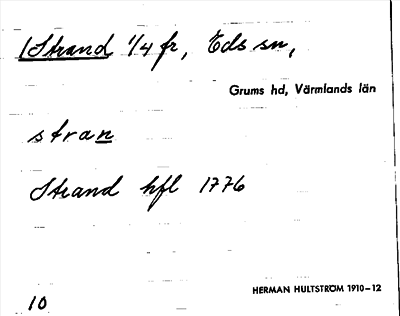 1 Strand 1/4 fr, Eds sn,
Grums hd, Värmlands län
stran
Strand hfl 1776
HERMAN HULTSTRÖM 1910–12
10